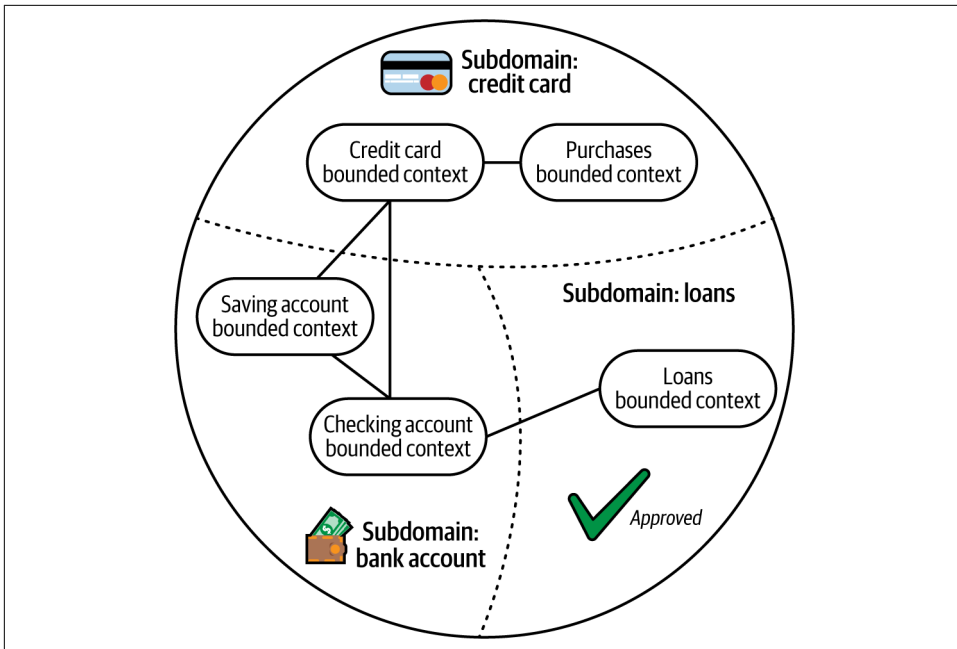 Subdomain:
credit card
Credit card
bounded context
Purchases
bounded context
Subdomain: loans
Saving account
bounded context
Loans
bounded context
Checking account
bounded context
$
Approved
Subdomain:
bank account